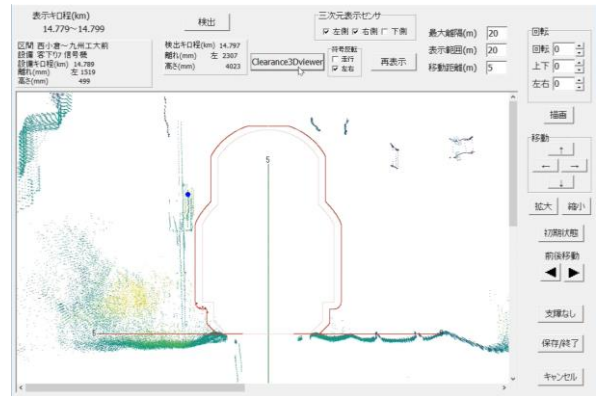 表示キロ程(km)
14.779～14.799
検出
三次元表示センサ
左側 右側 下側
最大離隔(m) 20
表示範囲(m) 20
移動距離(m) 5
区間 西小倉～九州工大前
設備 客下ﾘﾌ 信号機
設備キロ程(km) 14.789
離れ(mm) 左 1519
高さ(mm) 499
検出キロ程(km) 14.797
離れ(mm) 左 2307
高さ(mm) 4023
Clearance3Dviewer
符号回転
走行
左右
再表示
回転
回転 0
上下 0
左右 0
描画
移動
↑
← →
↓
拡大 縮小
初期状態
前後移動
◀ ▶
支障なし
保存/終了
キャンセル
5